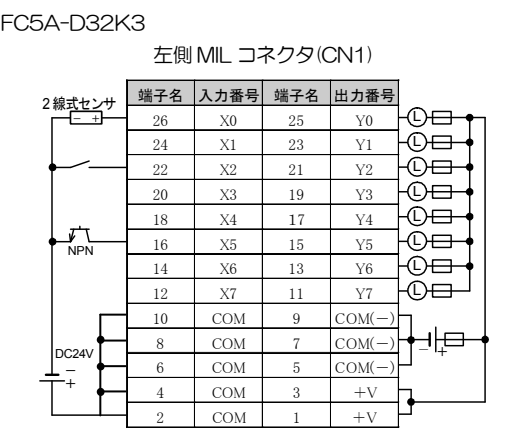 FC5A-D32K3
左側 MIL コネクタ(CN1)
2線式センサ
- +
端子名 入力番号 端子名 出力番号
26 X0 25 Y0 L
24 X1 23 Y1 L
22 X2 21 Y2 L
20 X3 19 Y3 L
18 X4 17 Y4 L
16 X5 15 Y5 L
NPN
14 X6 13 Y6 L
12 X7 11 Y7 L
10 COM 9 COM(-)
8 COM 7 COM(-)
6 COM 5 COM(-)
4 COM 3 +V
2 COM 1 +V
DC24V
-
+
- +